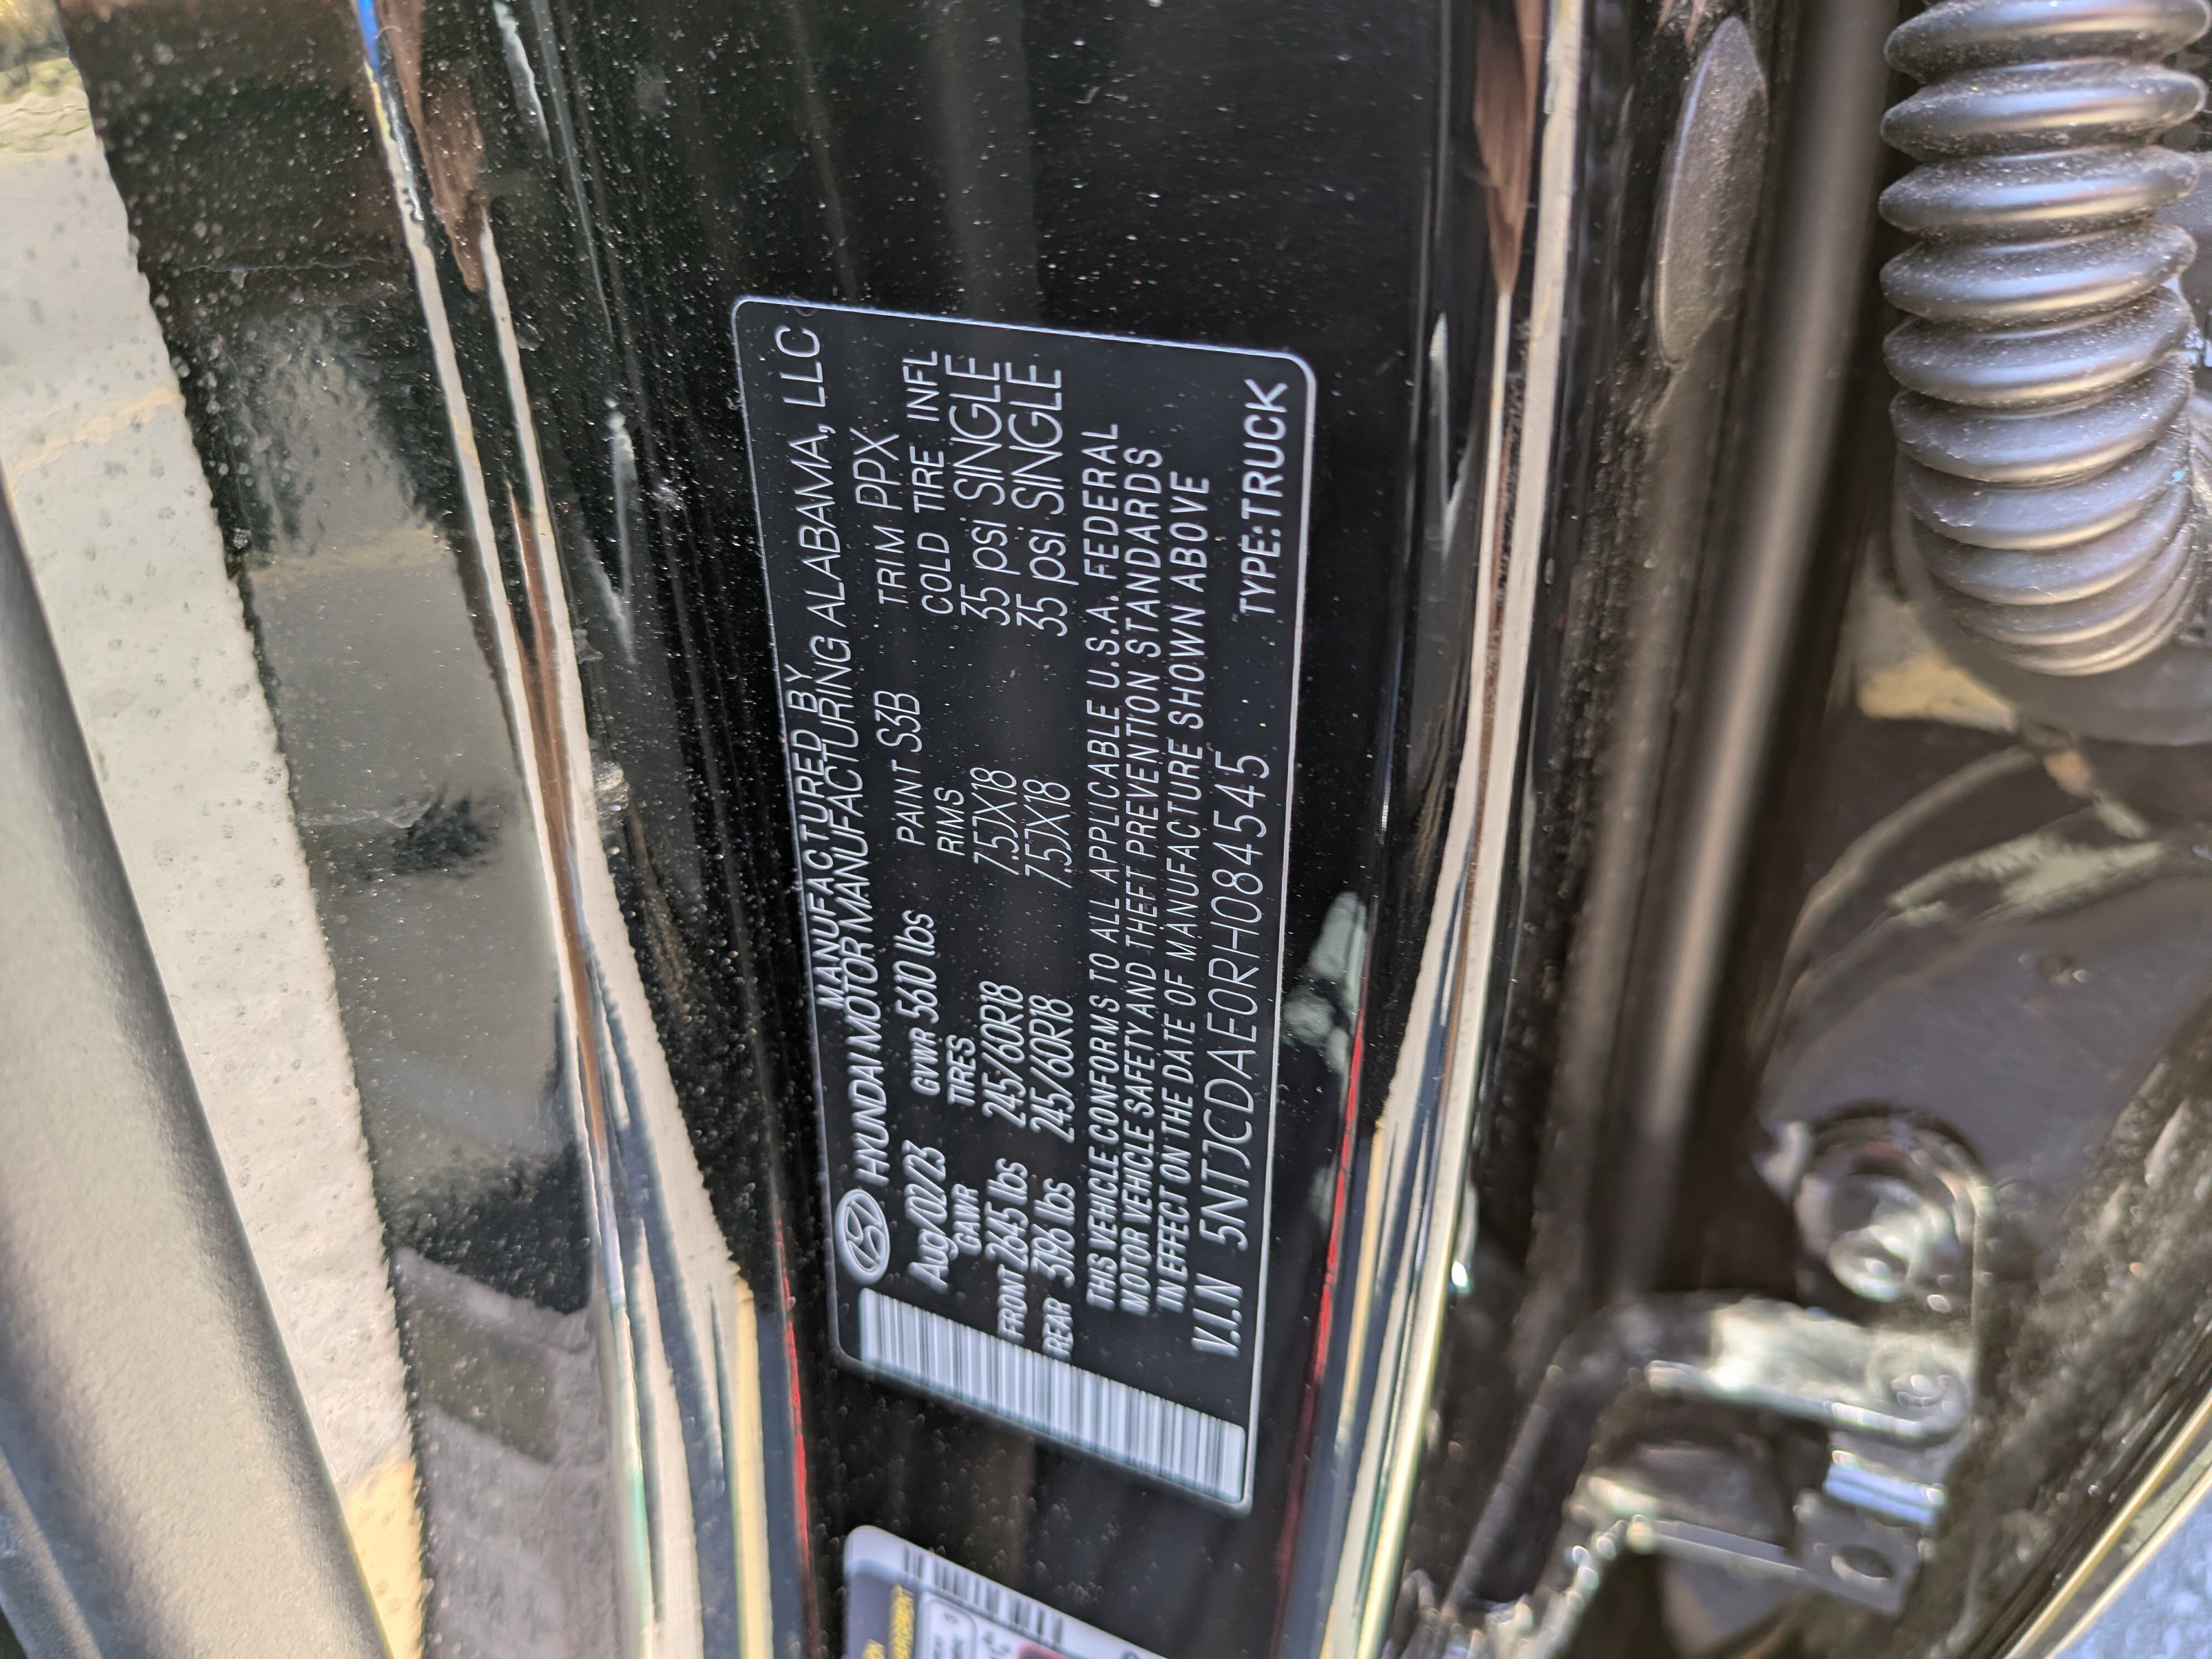 MANUFACTURED BY
HYUNDAI MOTOR MANUFACTURING ALABAMA, LLC
Aug/02/23 GVWR 5610 lbs PAINT S3B TRIM PPX
GAWR TIRES RIMS COLD TIRE INFL
FRONT 2645 lbs 245/60R18 7.5JX18 35 psi SINGLE
REAR 3196 lbs 245/60R18 7.5JX18 35 psi SINGLE
THIS VEHICLE CONFORMS TO ALL APPLICABLE U.S.A. FEDERAL
MOTOR VEHICLE SAFETY AND THEFT PREVENTION STANDARDS
IN EFFECT ON THE DATE OF MANUFACTURE SHOWN ABOVE
V.I.N 5NTJCDAE0RH084545 TYPE:TRUCK